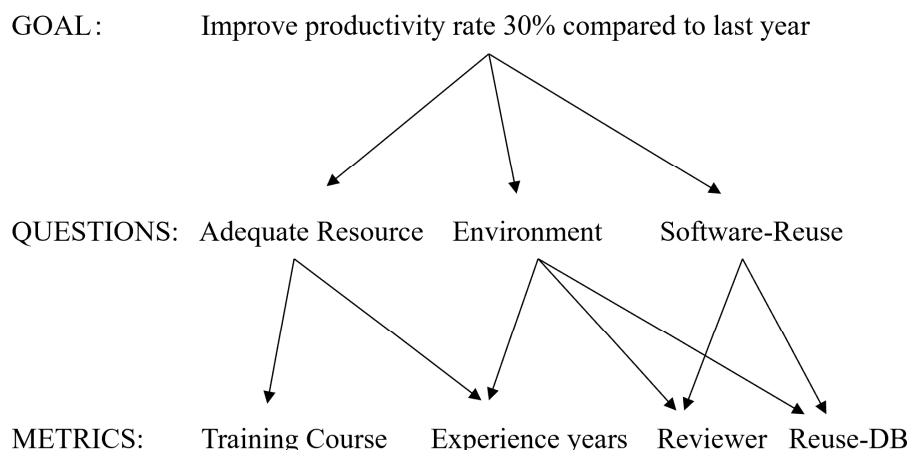 GOAL: Improve productivity rate 30% compared to last year
QUESTIONS: Adequate Resource Environment Software-Reuse
METRICS: Training Course Experience years Reviewer Reuse-DB